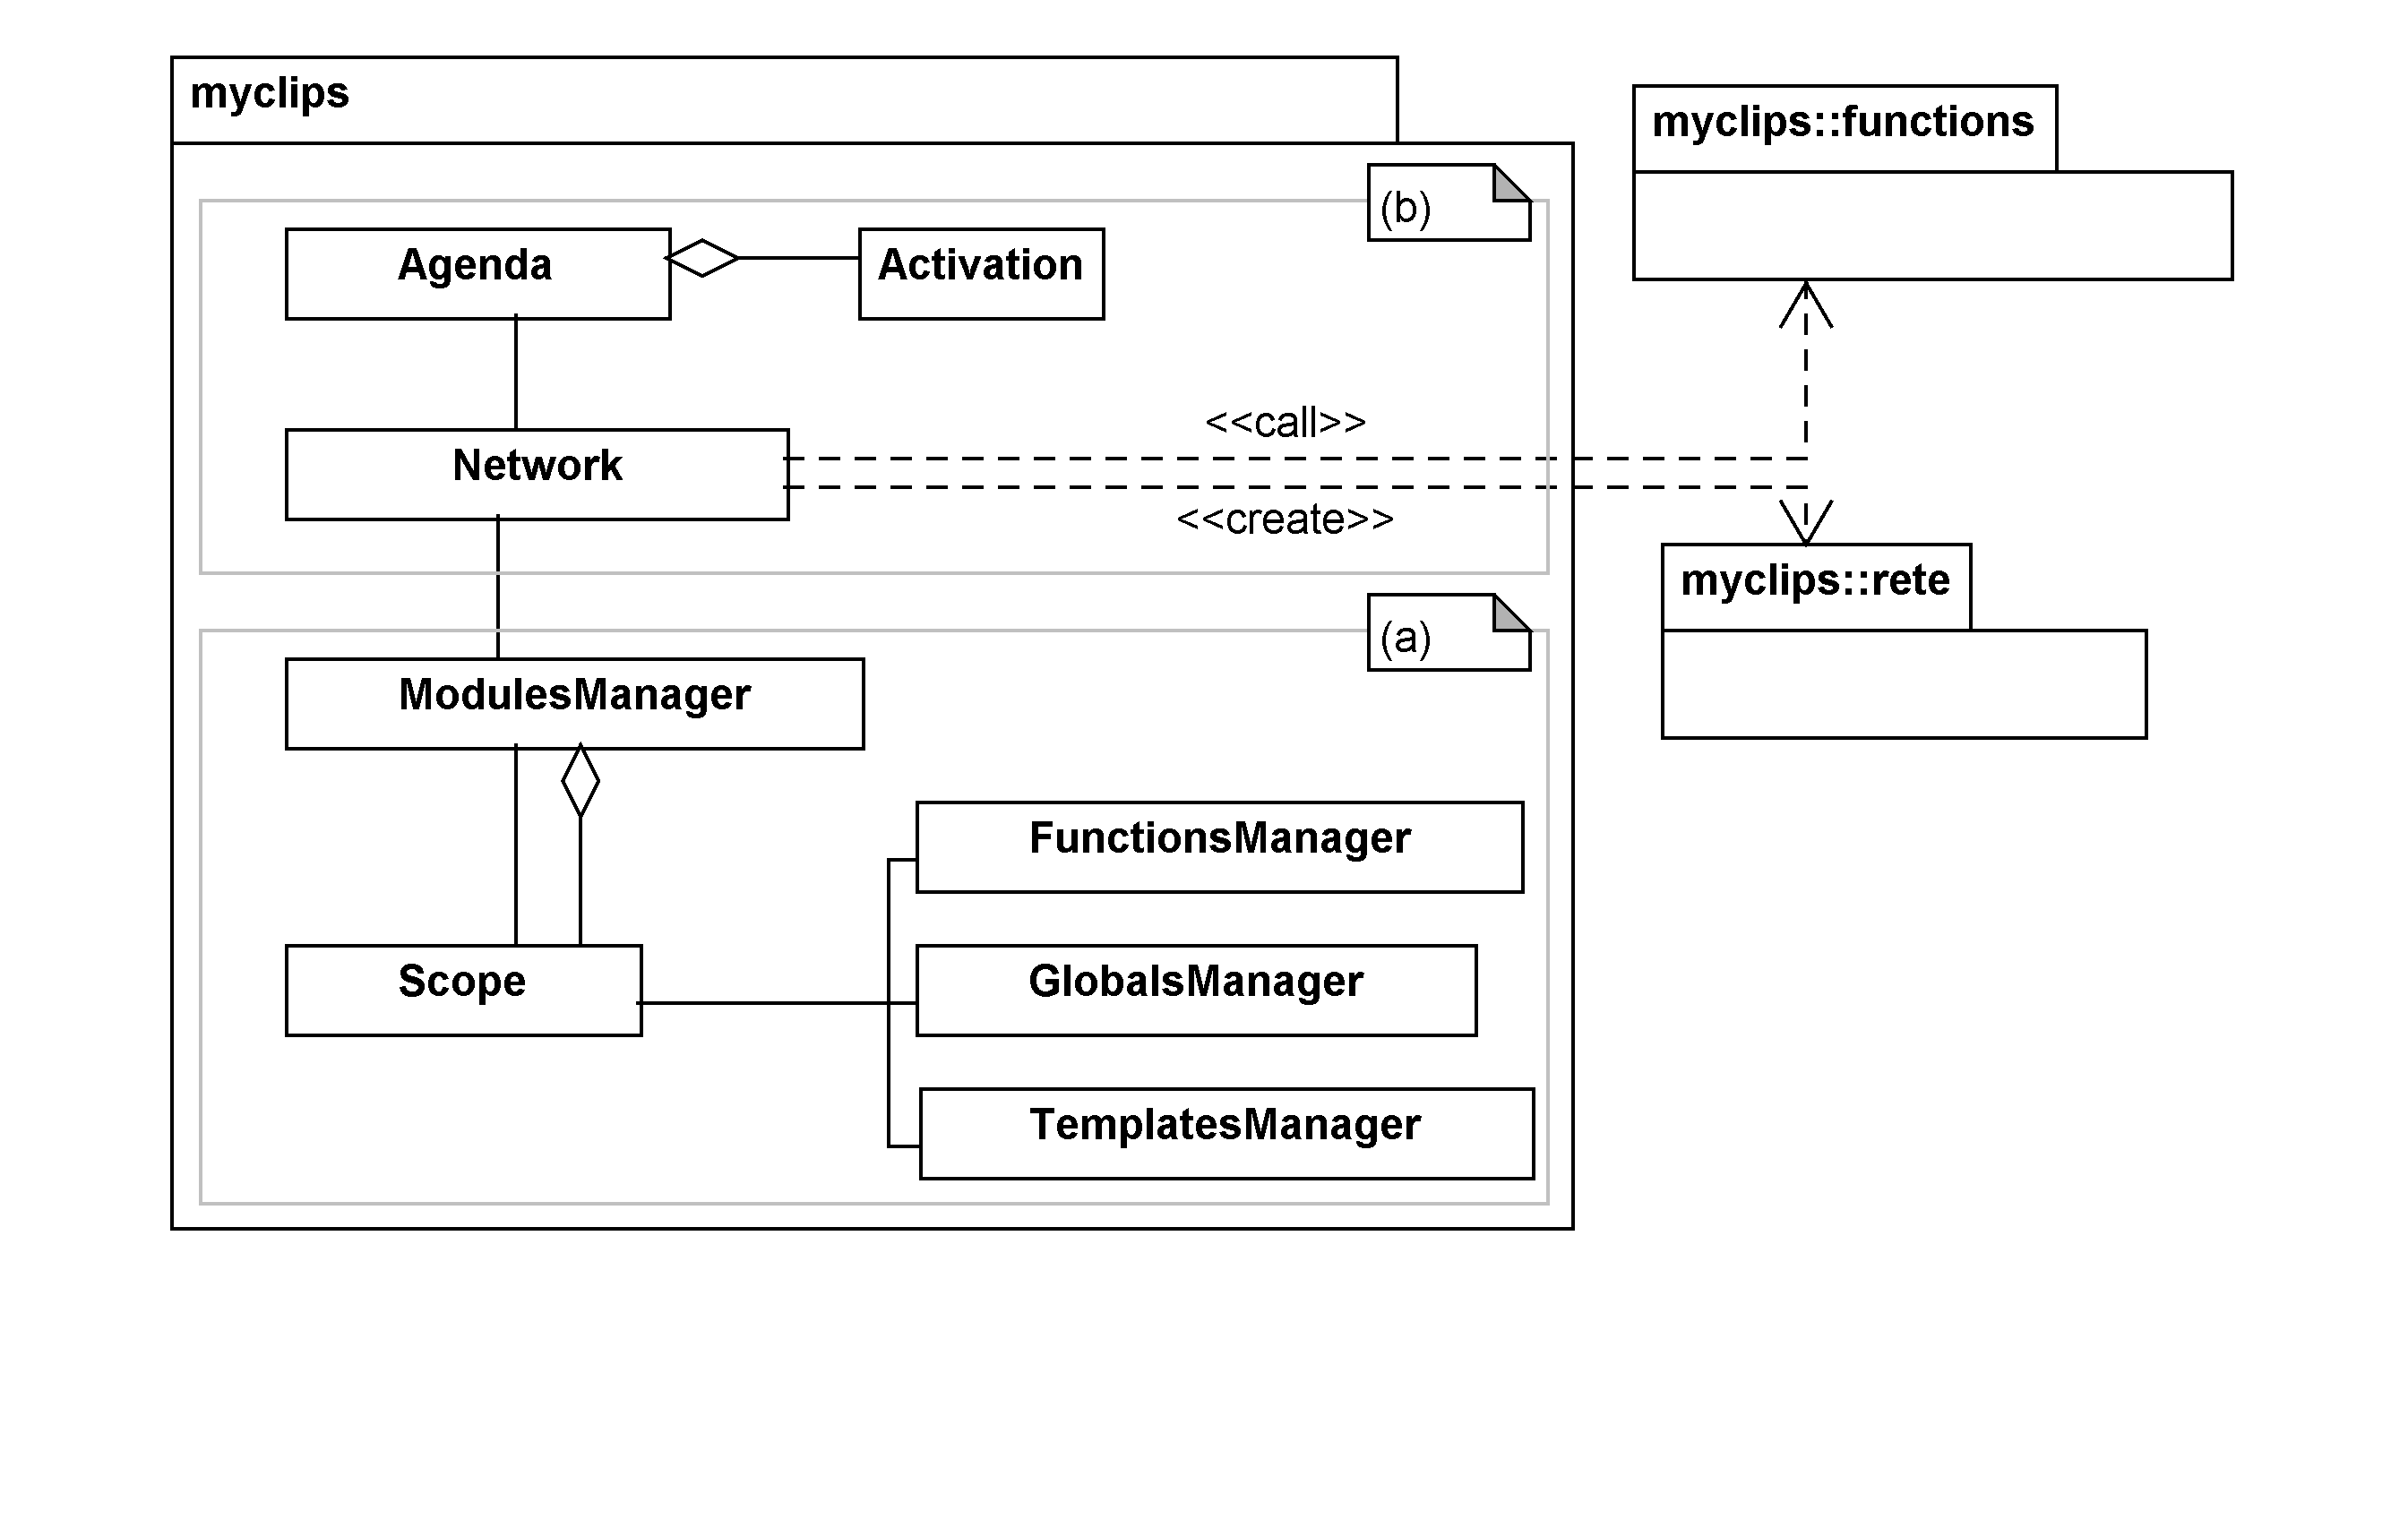 myclips
myclips::functions
(b)
Agenda
Activation
<<call>>
Network
<<create>>
myclips::rete
(a)
ModulesManager
FunctionsManager
Scope
GlobalsManager
TemplatesManager